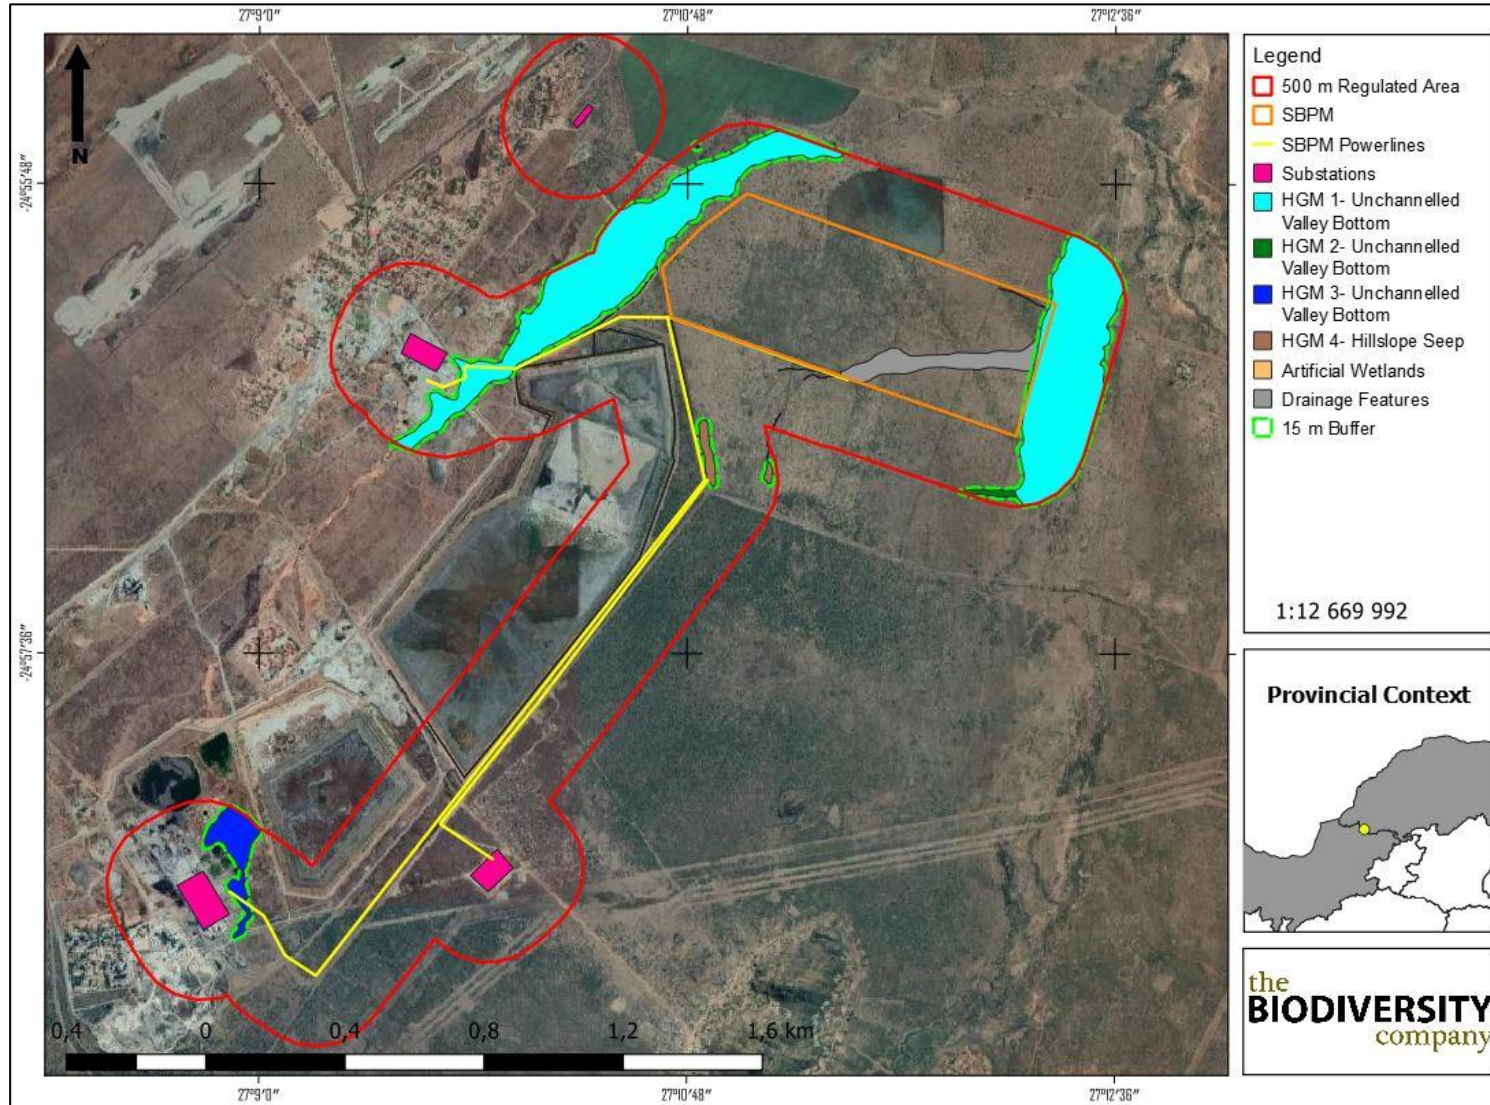 27°9′0″ 27°10′48″ 27°12′36″
-24°55′48″
-24°57′36″
N
0,4 0 0,4 0,8 1,2 1,6 km
27°9′0″ 27°10′48″ 27°12′36″
Legend
500 m Regulated Area
SBPM
SBPM Powerlines
Substations
HGM 1- Unchannelled
Valley Bottom
HGM 2- Unchannelled
Valley Bottom
HGM 3- Unchannelled
Valley Bottom
HGM 4- Hillslope Seep
Artificial Wetlands
Drainage Features
15 m Buffer
1:12 669 992
Provincial Context
the
BIODIVERSITY
company